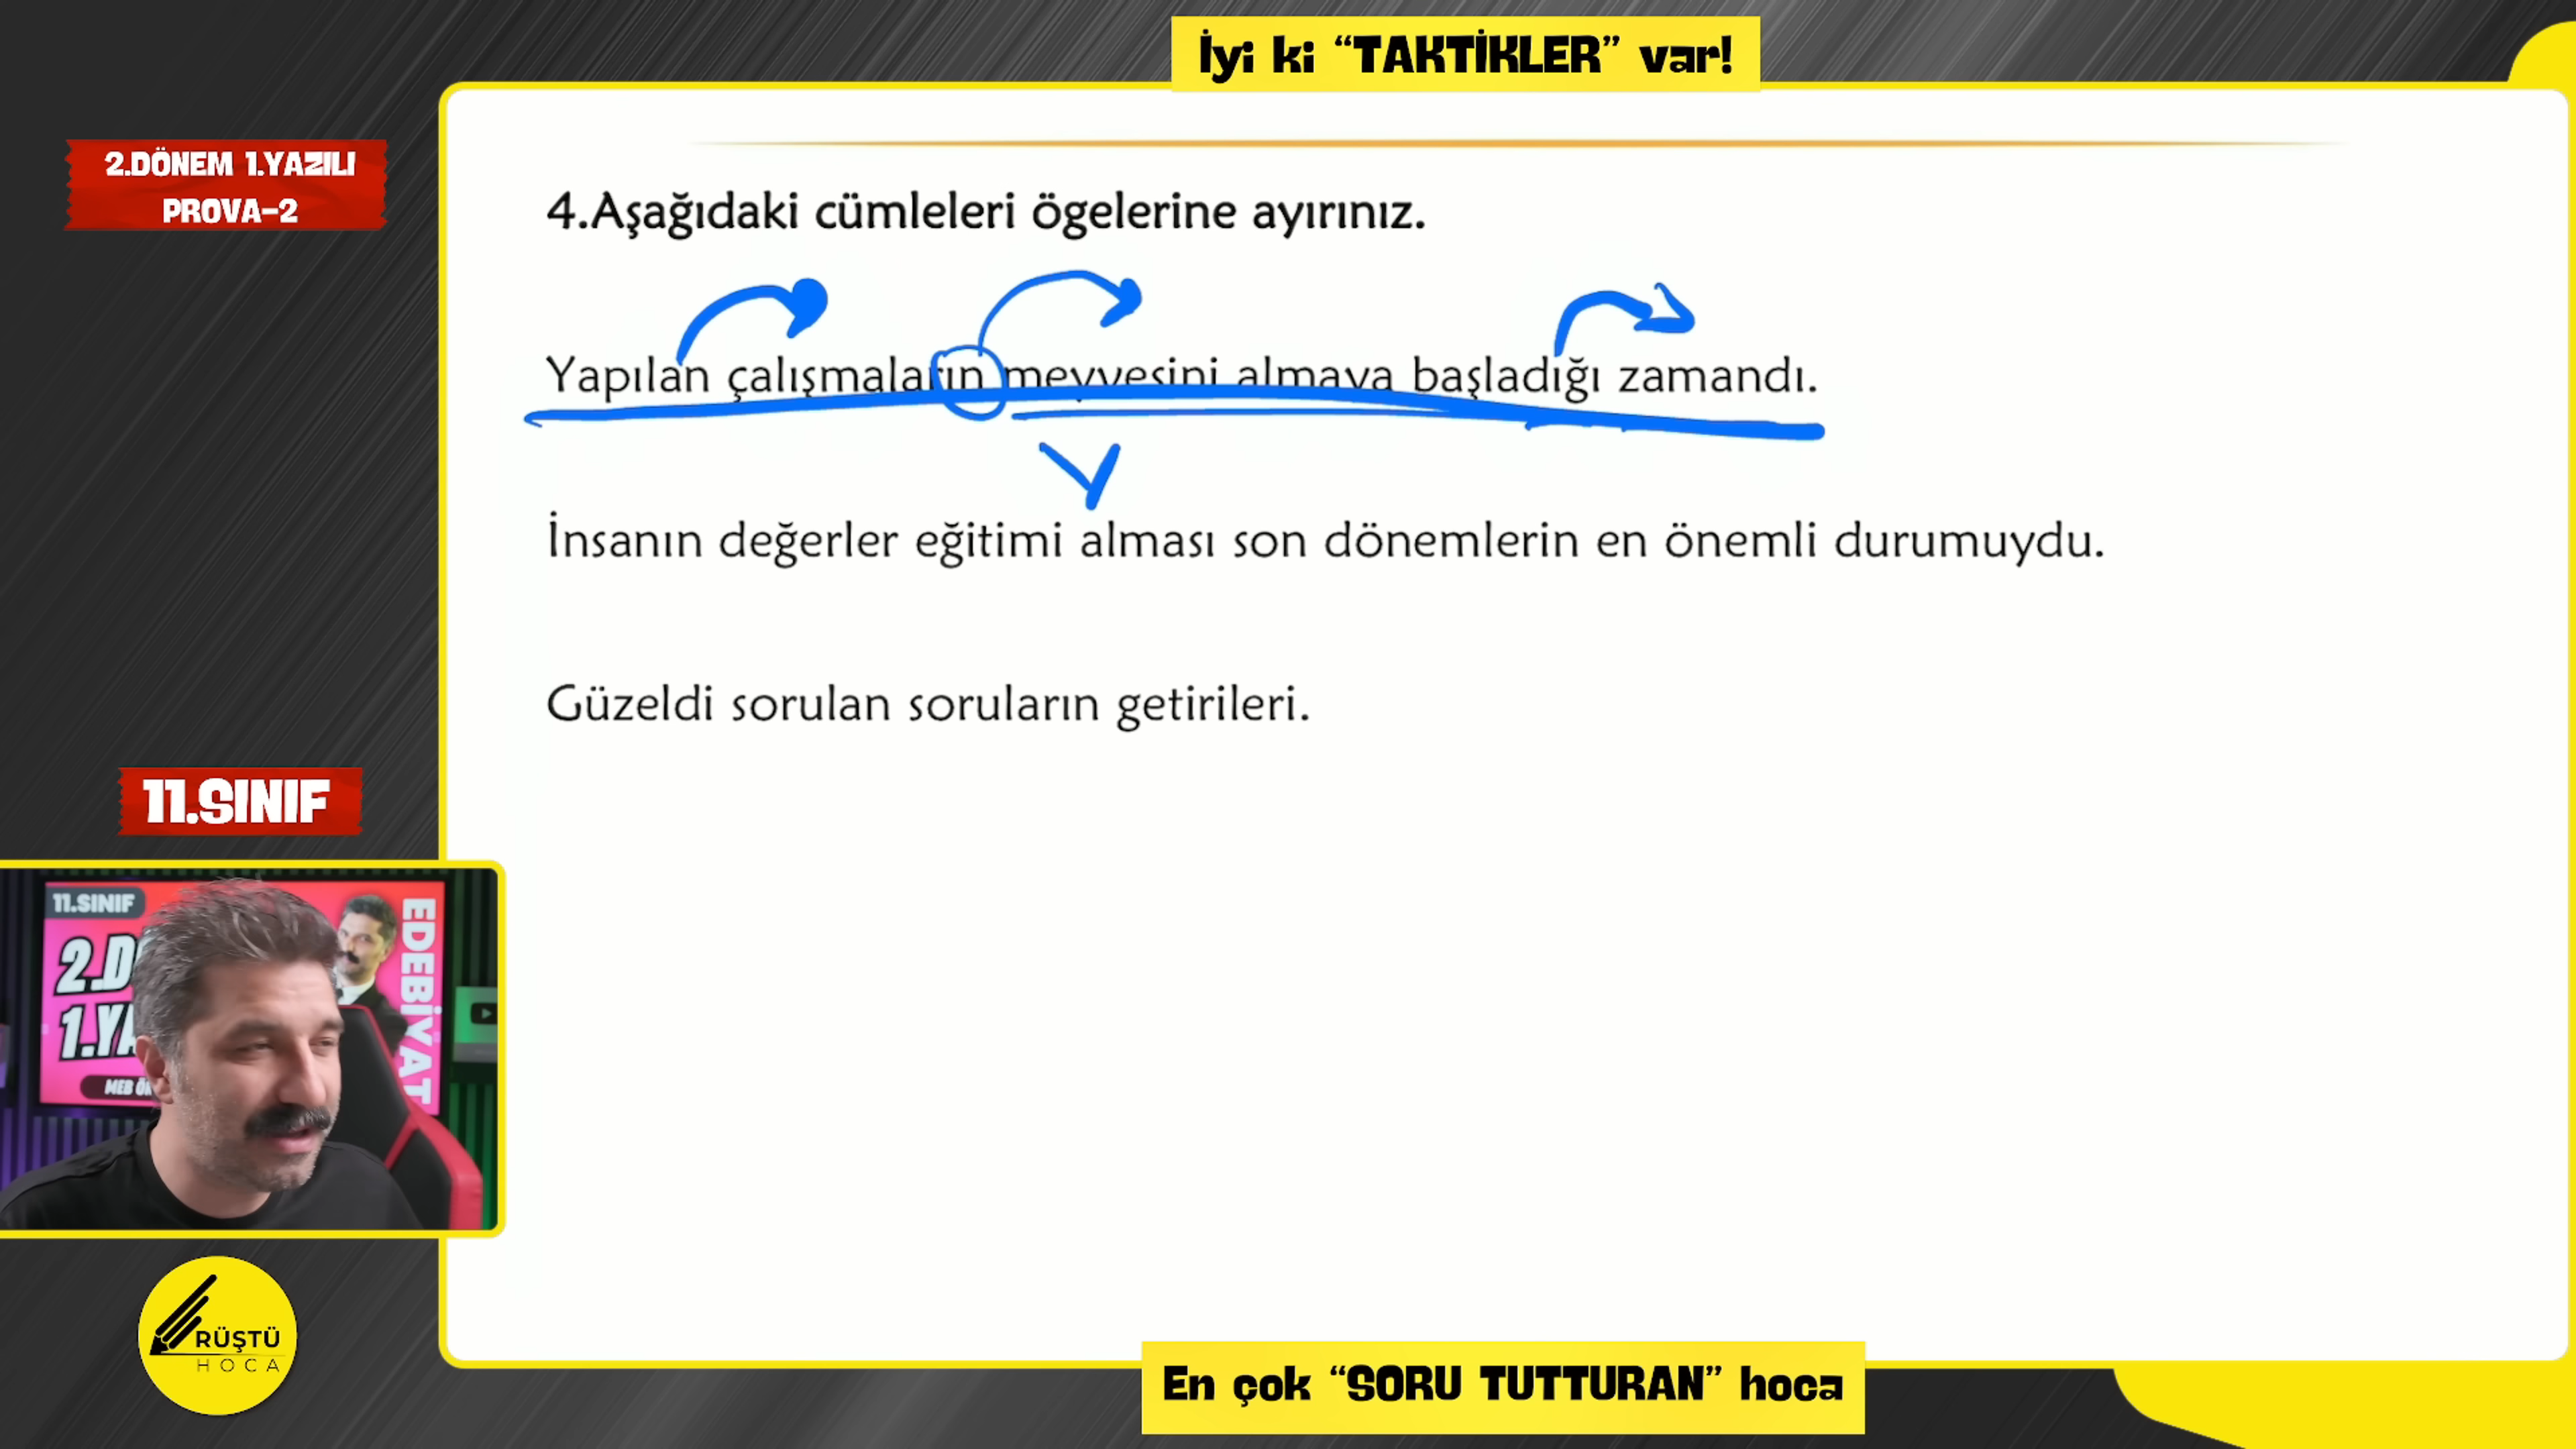 İyi ki “TAKTİKLER” var!
2.DÖNEM 1.YAZILI
PROVA-2
4.Aşağıdaki cümleleri ögelerine ayırınız.
Yapılan çalışmaların meyvesini almaya başladığı zamandı.
Y
İnsanın değerler eğitimi alması son dönemlerin en önemli durumuydu.
Güzeldi sorulan soruların getirileri.
11.SINIF
11.SINIF
EDEBİYAT
RÜŞTÜ
HOCA
En çok “SORU TUTTURAN” hoca